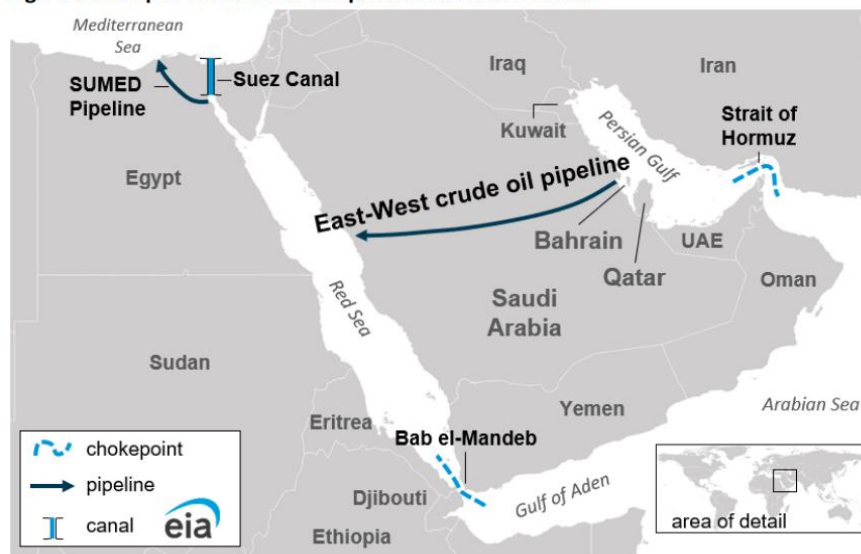 Mediterranean
Sea
SUMED
Pipeline
Suez Canal
Iraq
Iran
Kuwait
Persian Gulf
Strait of
Hormuz
Egypt
East-West crude oil pipeline
Bahrain
Qatar
UAE
Oman
Saudi
Arabia
Red Sea
Sudan
Eritrea
Yemen
Arabian Sea
Bab el-Mandeb
Djibouti
Gulf of Aden
Ethiopia
chokepoint
pipeline
canal
eia
area of detail